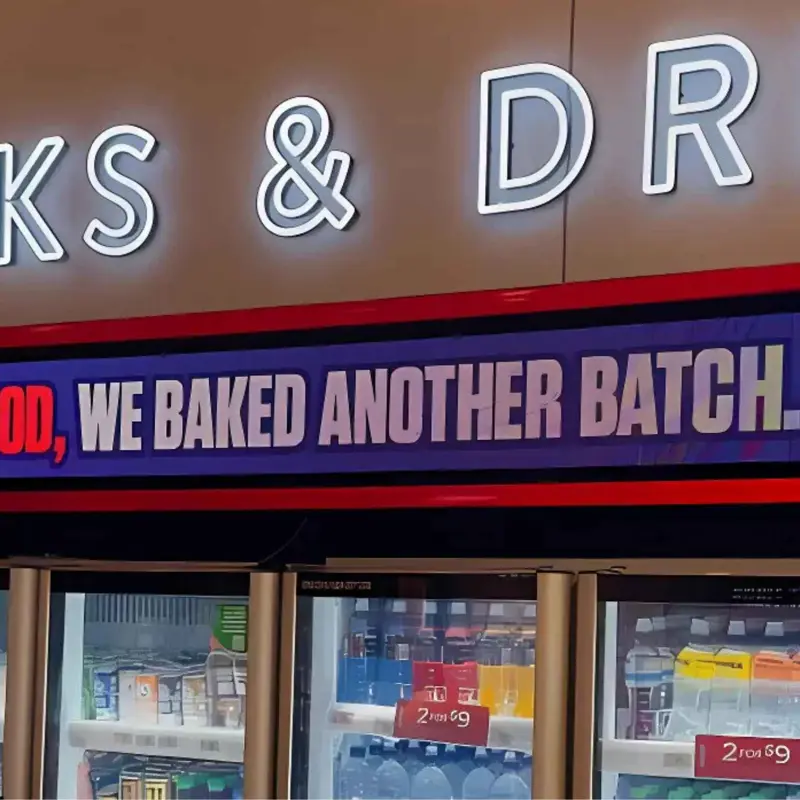 KS & DR
OD, WE BAKED ANOTHER BATCH.
2 FOR $9
2 FOR $9